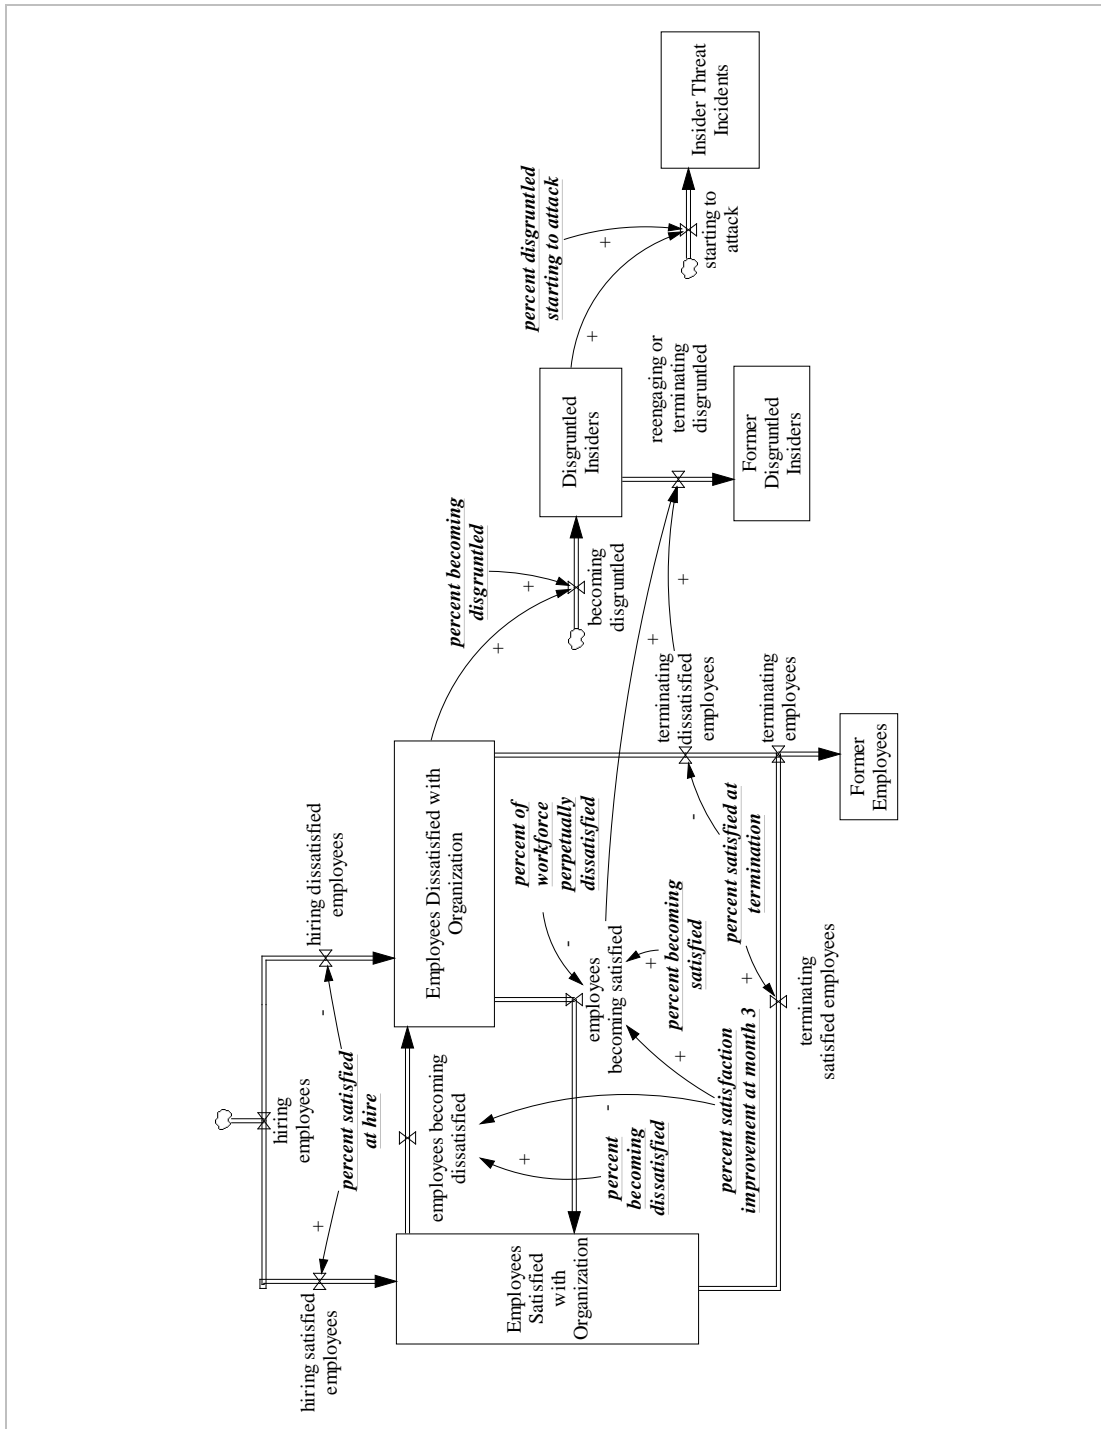 hiring satisfied
employees
hiring
employees
hiring dissatisfied
employees
percent satisfied
at hire
+
-
Employees
Satisfied
with
Organization
employees becoming
dissatisfied
Employees Dissatisfied with
Organization
percent becoming
disgruntled
+
+
becoming
disgruntled
Disgruntled
Insiders
percent disgruntled
starting to attack
+
+
starting to
attack
Insider Threat
Incidents
percent
becoming
dissatisfied
+
-
employees
becoming satisfied
percent of
workforce
perpetually
dissatisfied
-
percent becoming
satisfied
+
+
percent satisfaction
improvement at month 3
percent satisfied at
termination
+
-
terminating
satisfied employees
terminating
dissatisfied
employees
+
+
terminating
employees
Former
Employees
reengaging or
terminating
disgruntled
Former
Disgruntled
Insiders